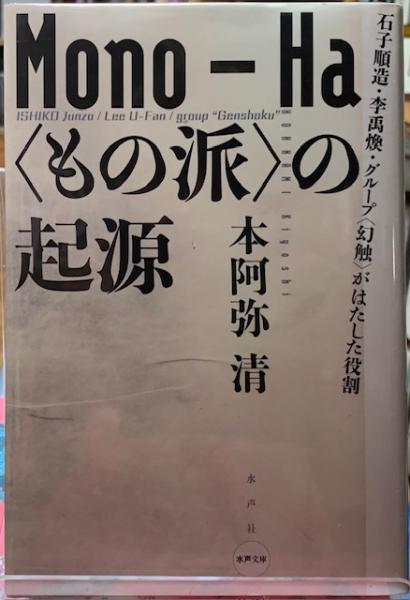 Mono-Ha
ISHIKO Junzo / Lee U-Fan / group "Genshoku"
〈もの派〉の
起源
石子順造・李禹煥・グループ〈幻触〉がはたした役割
本阿弥 清
HONNAMI Kiyoshi
水声社
水声文庫